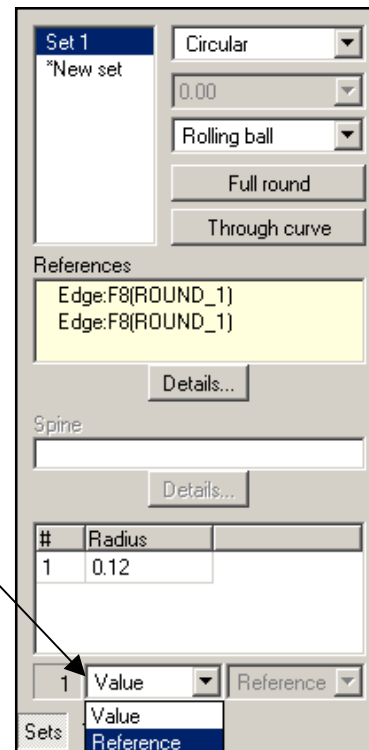 Set 1
*New set
Circular
0.00
Rolling ball
Full round
Through curve
References
Edge:F8(ROUND_1)
Edge:F8(ROUND_1)
Details...
Spine
Details...
# Radius
1 0.12
1 Value Reference
Value
Sets Reference